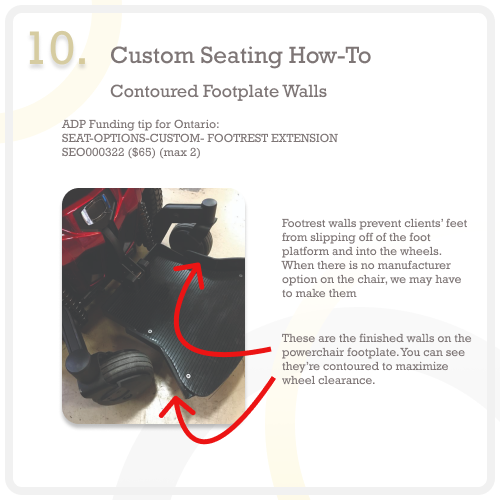 10. Custom Seating How-To
Contoured Footplate Walls
ADP Funding tip for Ontario:
SEAT-OPTIONS-CUSTOM- FOOTREST EXTENSION
SEO000322 ($65) (max 2)
Footrest walls prevent clients' feet
from slipping off of the foot
platform and into the wheels.
When there is no manufacturer
option on the chair, we may have
to make them
These are the finished walls on the
powerchair footplate. You can see
they're contoured to maximize
wheel clearance.